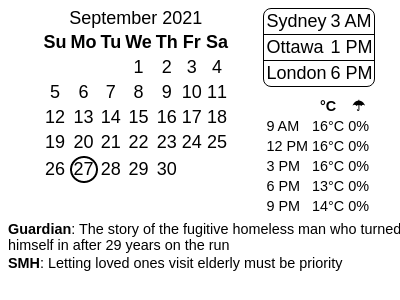 September 2021
Su Mo Tu We Th Fr Sa
1 2 3 4
5 6 7 8 9 10 11
12 13 14 15 16 17 18
19 20 21 22 23 24 25
26 27 28 29 30
Sydney 3 AM
Ottawa 1 PM
London 6 PM
°C ☂
9 AM 16°C 0%
12 PM 16°C 0%
3 PM 16°C 0%
6 PM 13°C 0%
9 PM 14°C 0%
Guardian: The story of the fugitive homeless man who turned
himself in after 29 years on the run
SMH: Letting loved ones visit elderly must be priority